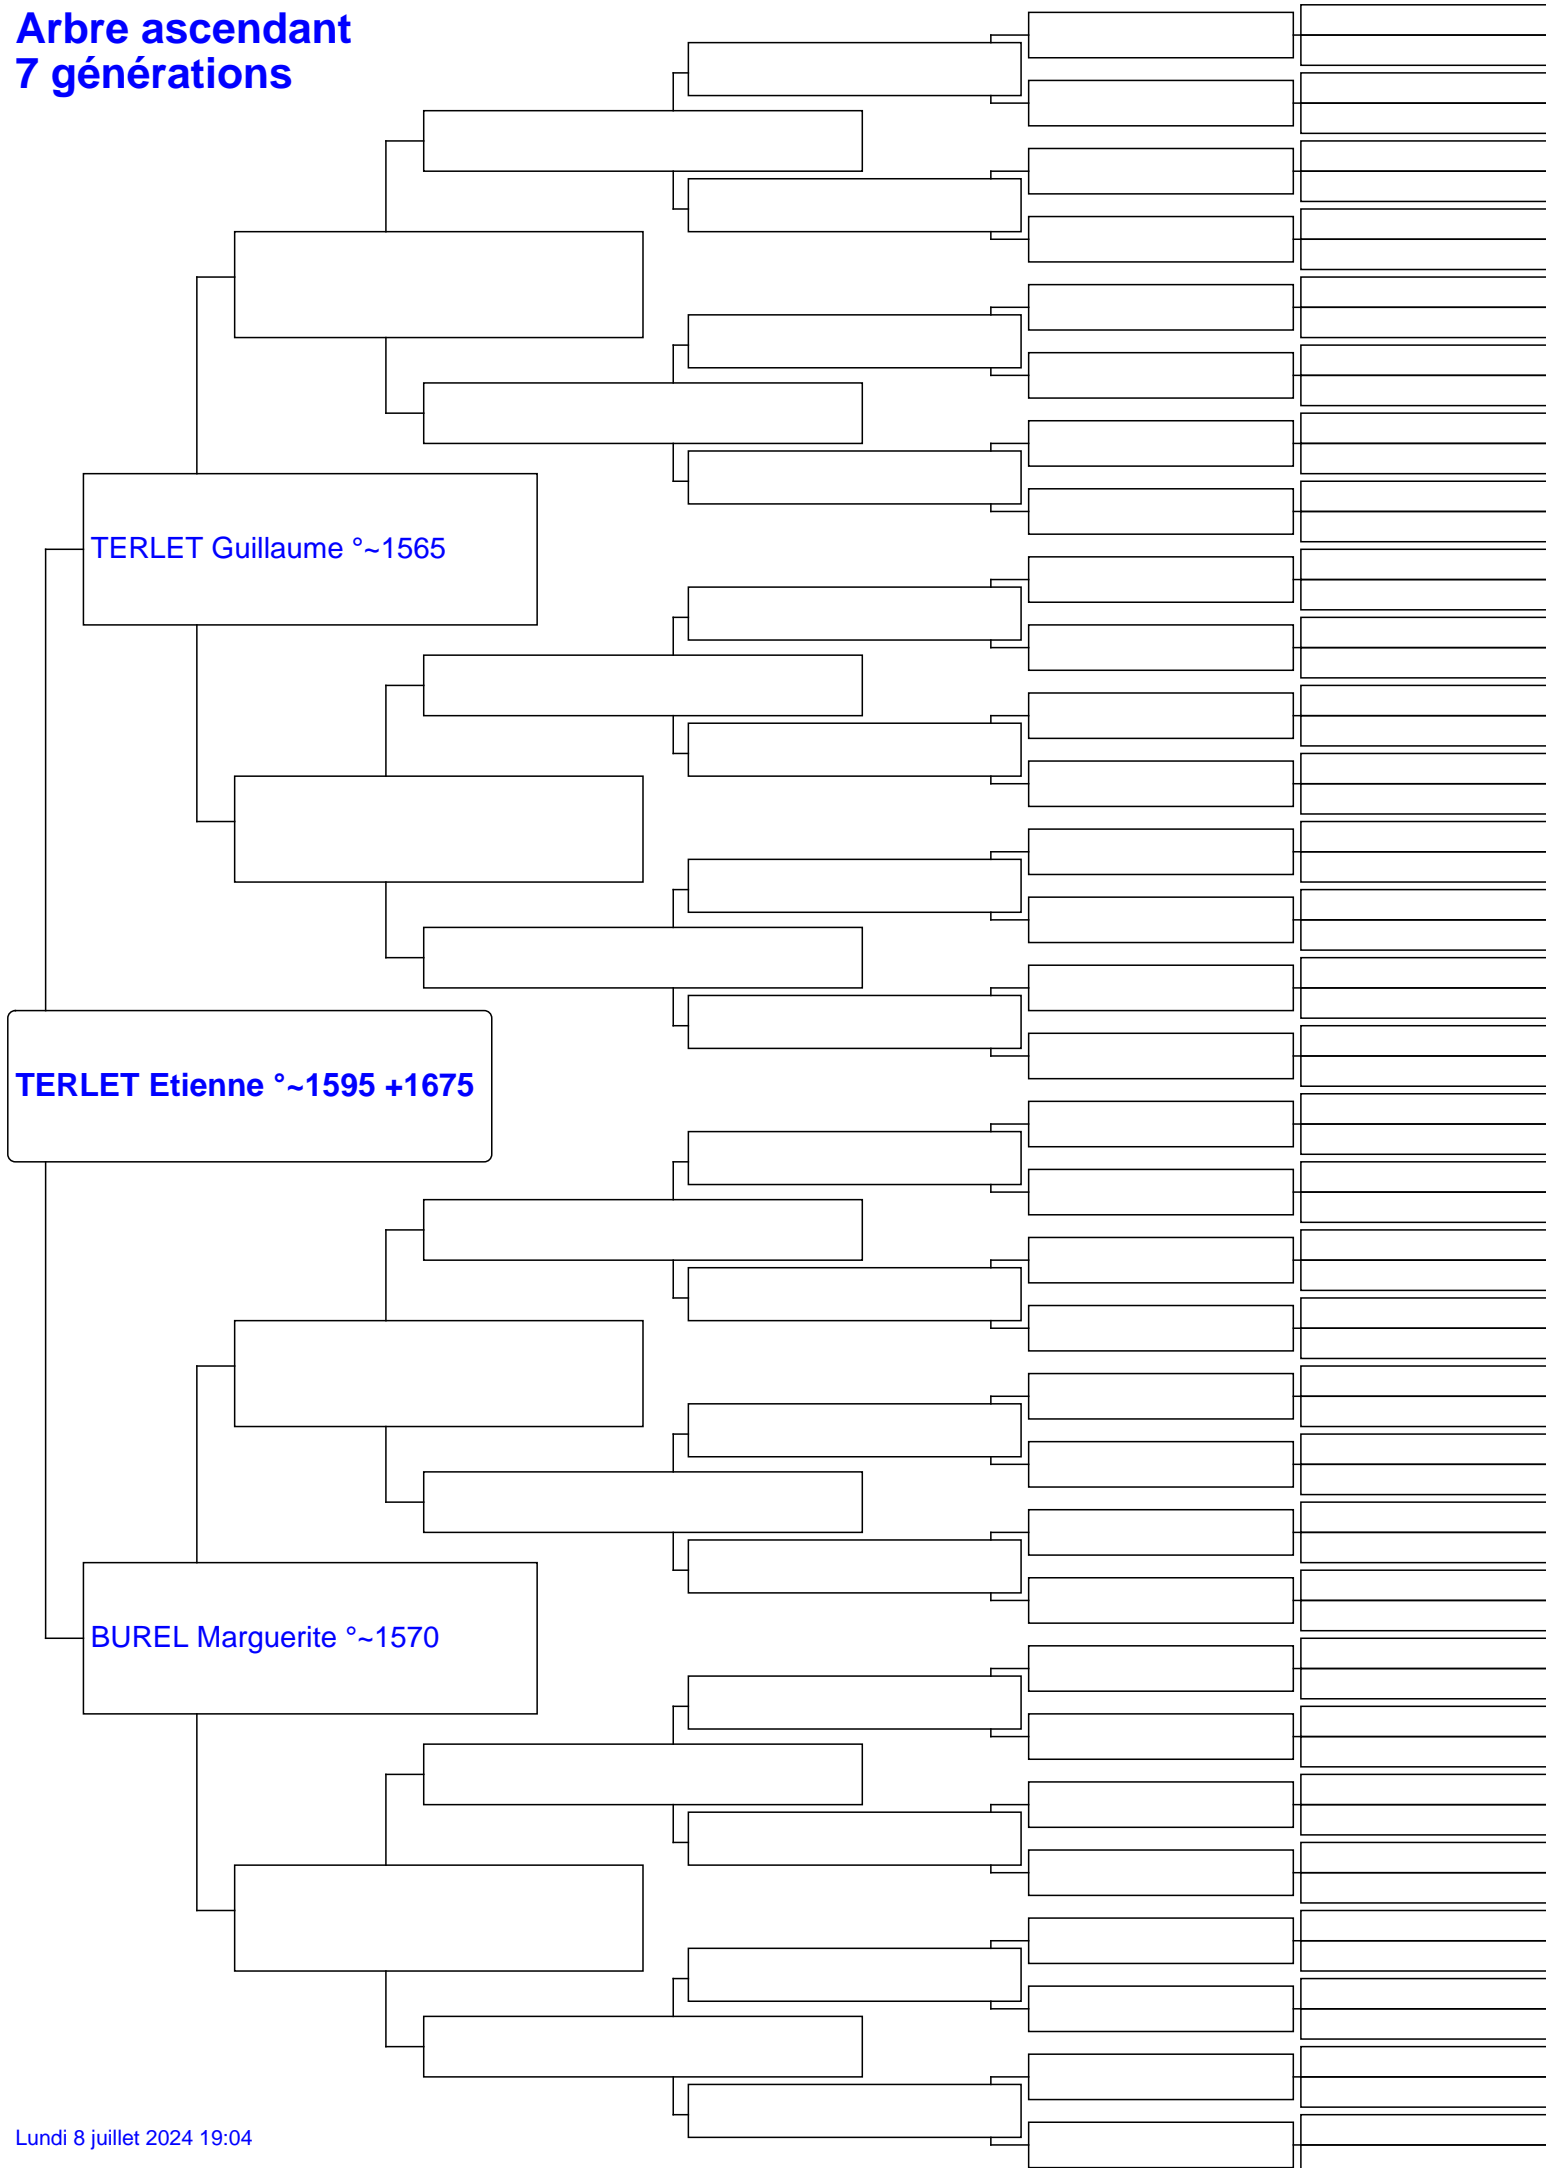 Arbre ascendant
7 générations
TERLET Guillaume °~1565
TERLET Etienne °~1595 +1675
BUREL Marguerite °~1570
Lundi 8 juillet 2024 19:04